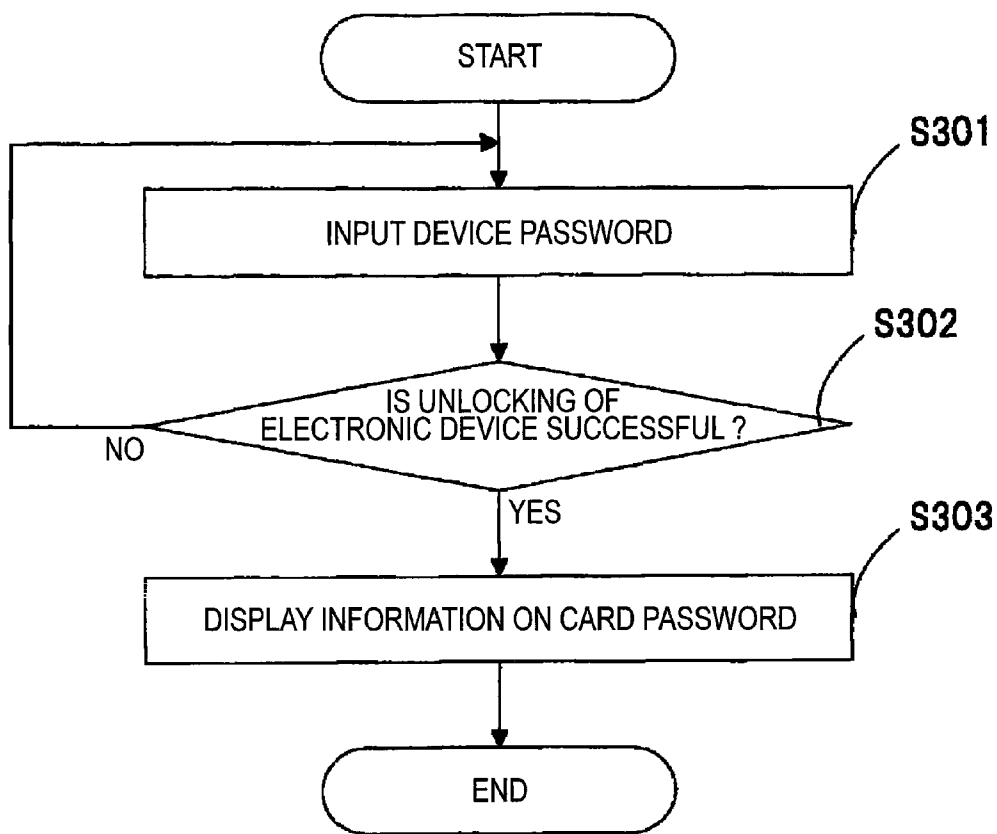 START
S301
INPUT DEVICE PASSWORD
S302
IS UNLOCKING OF
ELECTRONIC DEVICE SUCCESSFUL ?
NO
YES
S303
DISPLAY INFORMATION ON CARD PASSWORD
END